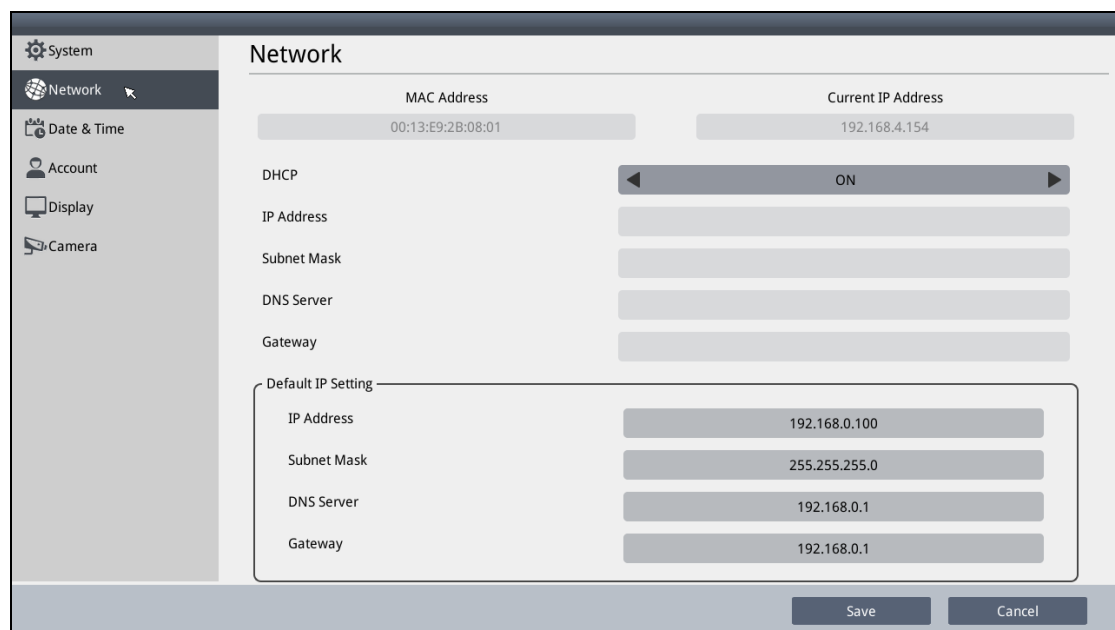 System
Network
Date & Time
Account
Display
Camera
Network
MAC Address Current IP Address
00:13:E9:2B:08:01 192.168.4.154
DHCP ON
IP Address
Subnet Mask
DNS Server
Gateway
Default IP Setting
IP Address 192.168.0.100
Subnet Mask 255.255.255.0
DNS Server 192.168.0.1
Gateway 192.168.0.1
Save Cancel